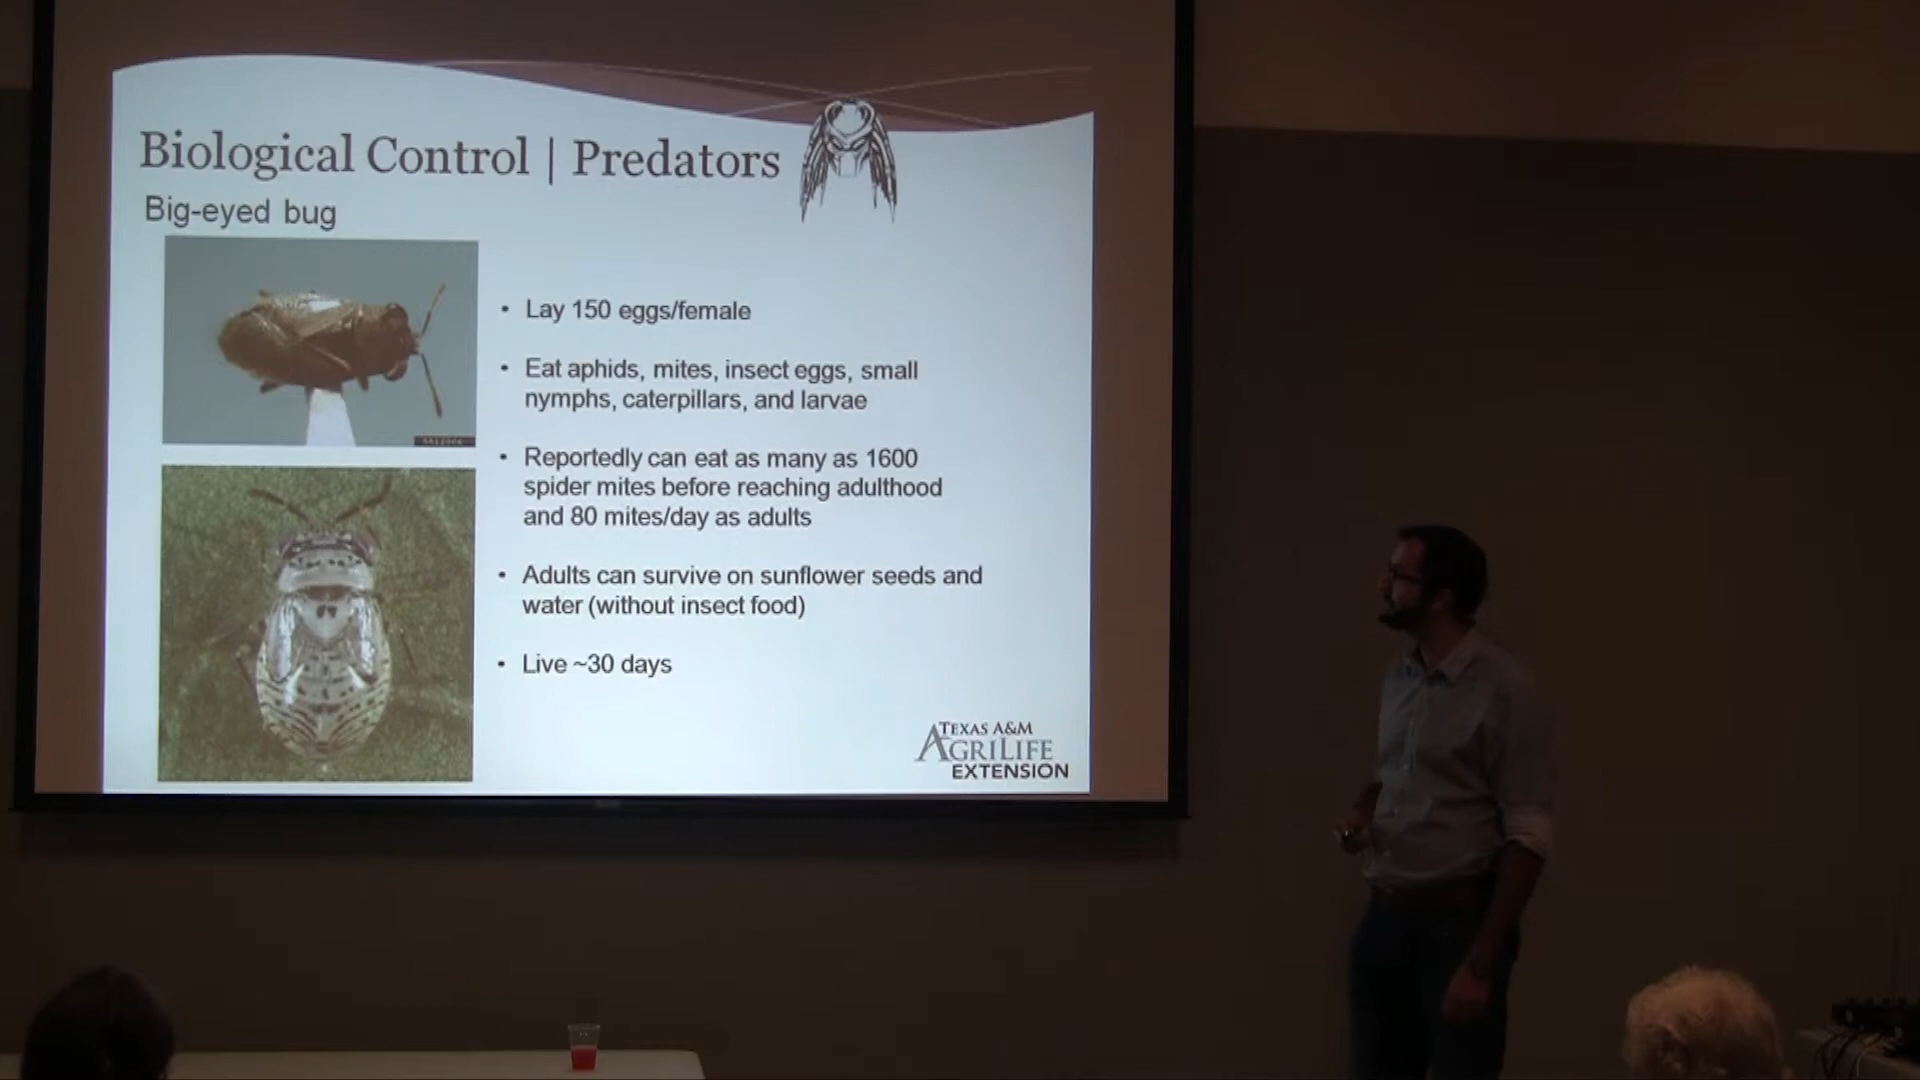 Biological Control | Predators
Big-eyed bug
• Lay 150 eggs/female
• Eat aphids, mites, insect eggs, small
nymphs, caterpillars, and larvae
• Reportedly can eat as many as 1600
spider mites before reaching adulthood
and 80 mites/day as adults
• Adults can survive on sunflower seeds and
water (without insect food)
• Live ~30 days
TEXAS A&M
AGRILIFE
EXTENSION